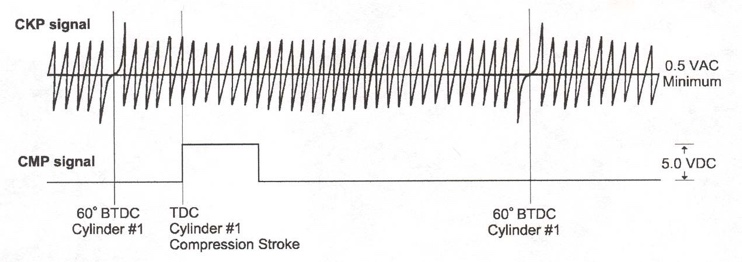 CKP signal
0.5 VAC
Minimum
CMP signal
5.0 VDC
60° BTDC
Cylinder #1
TDC
Cylinder #1
Compression Stroke
60° BTDC
Cylinder #1